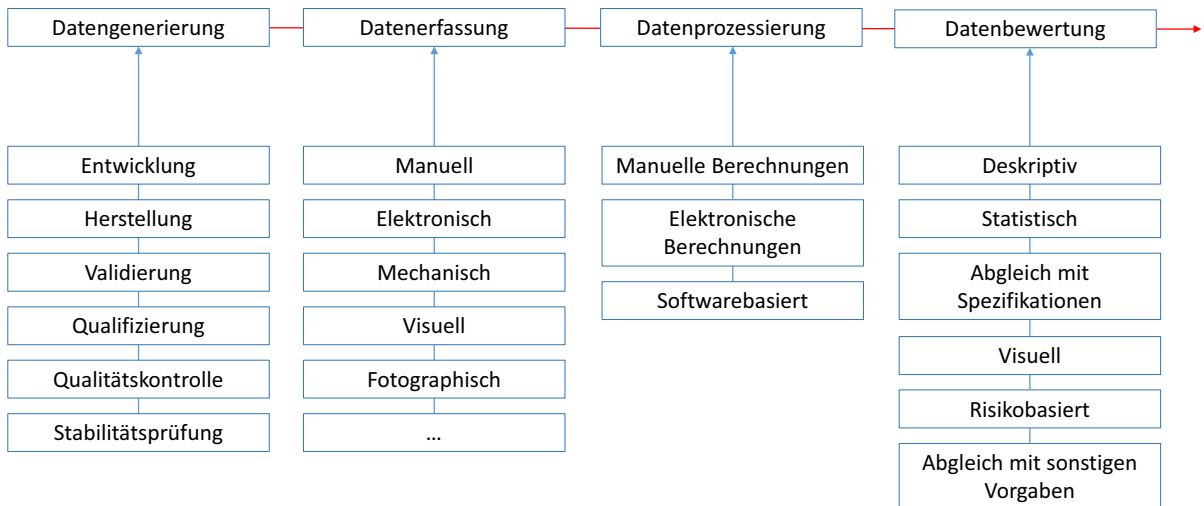 Datengenerierung
Datenerfassung
Datenprozessierung
Datenbewertung
Entwicklung
Herstellung
Validierung
Qualifizierung
Qualitätskontrolle
Stabilitätsprüfung
Manuell
Elektronisch
Mechanisch
Visuell
Fotographisch
...
Manuelle Berechnungen
Elektronische
Berechnungen
Softwarebasiert
Deskriptiv
Statistisch
Abgleich mit
Spezifikationen
Visuell
Risikobasiert
Abgleich mit sonstigen
Vorgaben